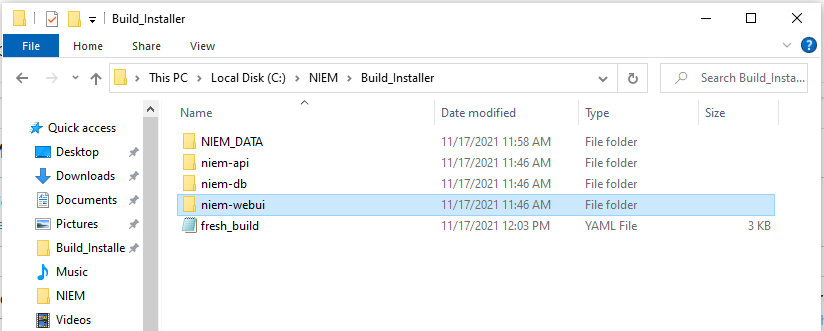 Build_Installer
File Home Share View
This PC Local Disk (C:) NIEM Build_Installer Search Build_Insta...
Name Date modified Type Size
Quick access
Desktop
Downloads
Documents
Pictures
Build_Installe
Music
NIEM
Videos
NIEM_DATA 11/17/2021 11:58 AM File folder
niem-api 11/17/2021 11:46 AM File folder
niem-db 11/17/2021 11:46 AM File folder
niem-webui 11/17/2021 11:46 AM File folder
fresh_build 11/17/2021 12:03 PM YAML File 3 KB